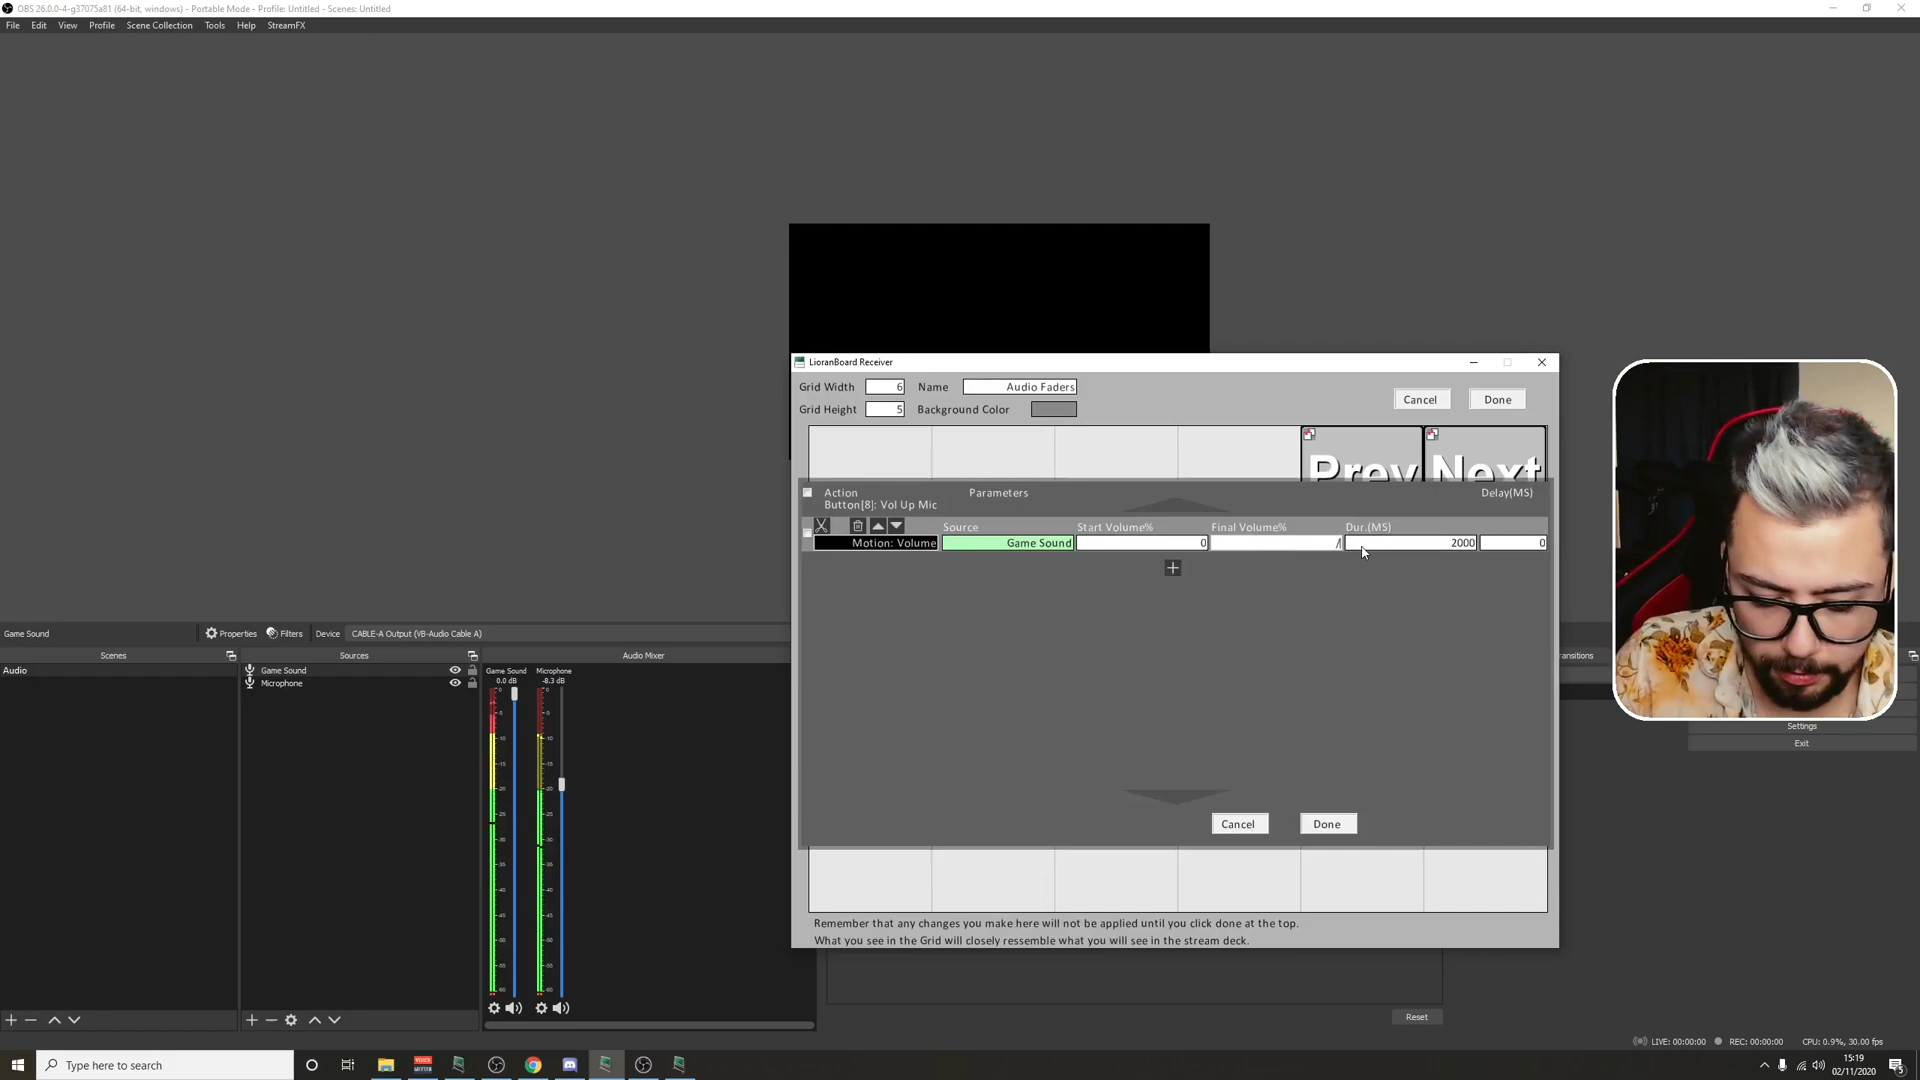 OBS 26.0.0-4-g37075a81 (64-bit, windows) - Portable Mode - Profile: Untitled - Scenes: Untitled
File Edit View Profile Scene Collection Tools Help StreamFX
LioranBoard Receiver
Grid Width 6 Name Audio Faders
Grid Height 5 Background Color
Cancel Done
Prev Next
Action Parameters Delay(MS)
Button[8]: Vol Up Mic
Source Start Volume% Final Volume% Dur.(MS)
Motion: Volume Game Sound 0 / 2000 0
Cancel Done
Remember that any changes you make here will not be applied until you click done at the top.
What you see in the Grid will closely ressemble what you will see in the stream deck.
Reset
Game Sound Properties Filters Device CABLE-A Output (VB-Audio Cable A)
Scenes Sources Audio Mixer
Audio
Game Sound
Microphone
Game Sound Microphone
0.0 dB -8.3 dB
ansitions
Settings
Exit
LIVE: 00:00:00 REC: 00:00:00 CPU: 0.9%, 30.00 fps
Type here to search
15:19
02/11/2020